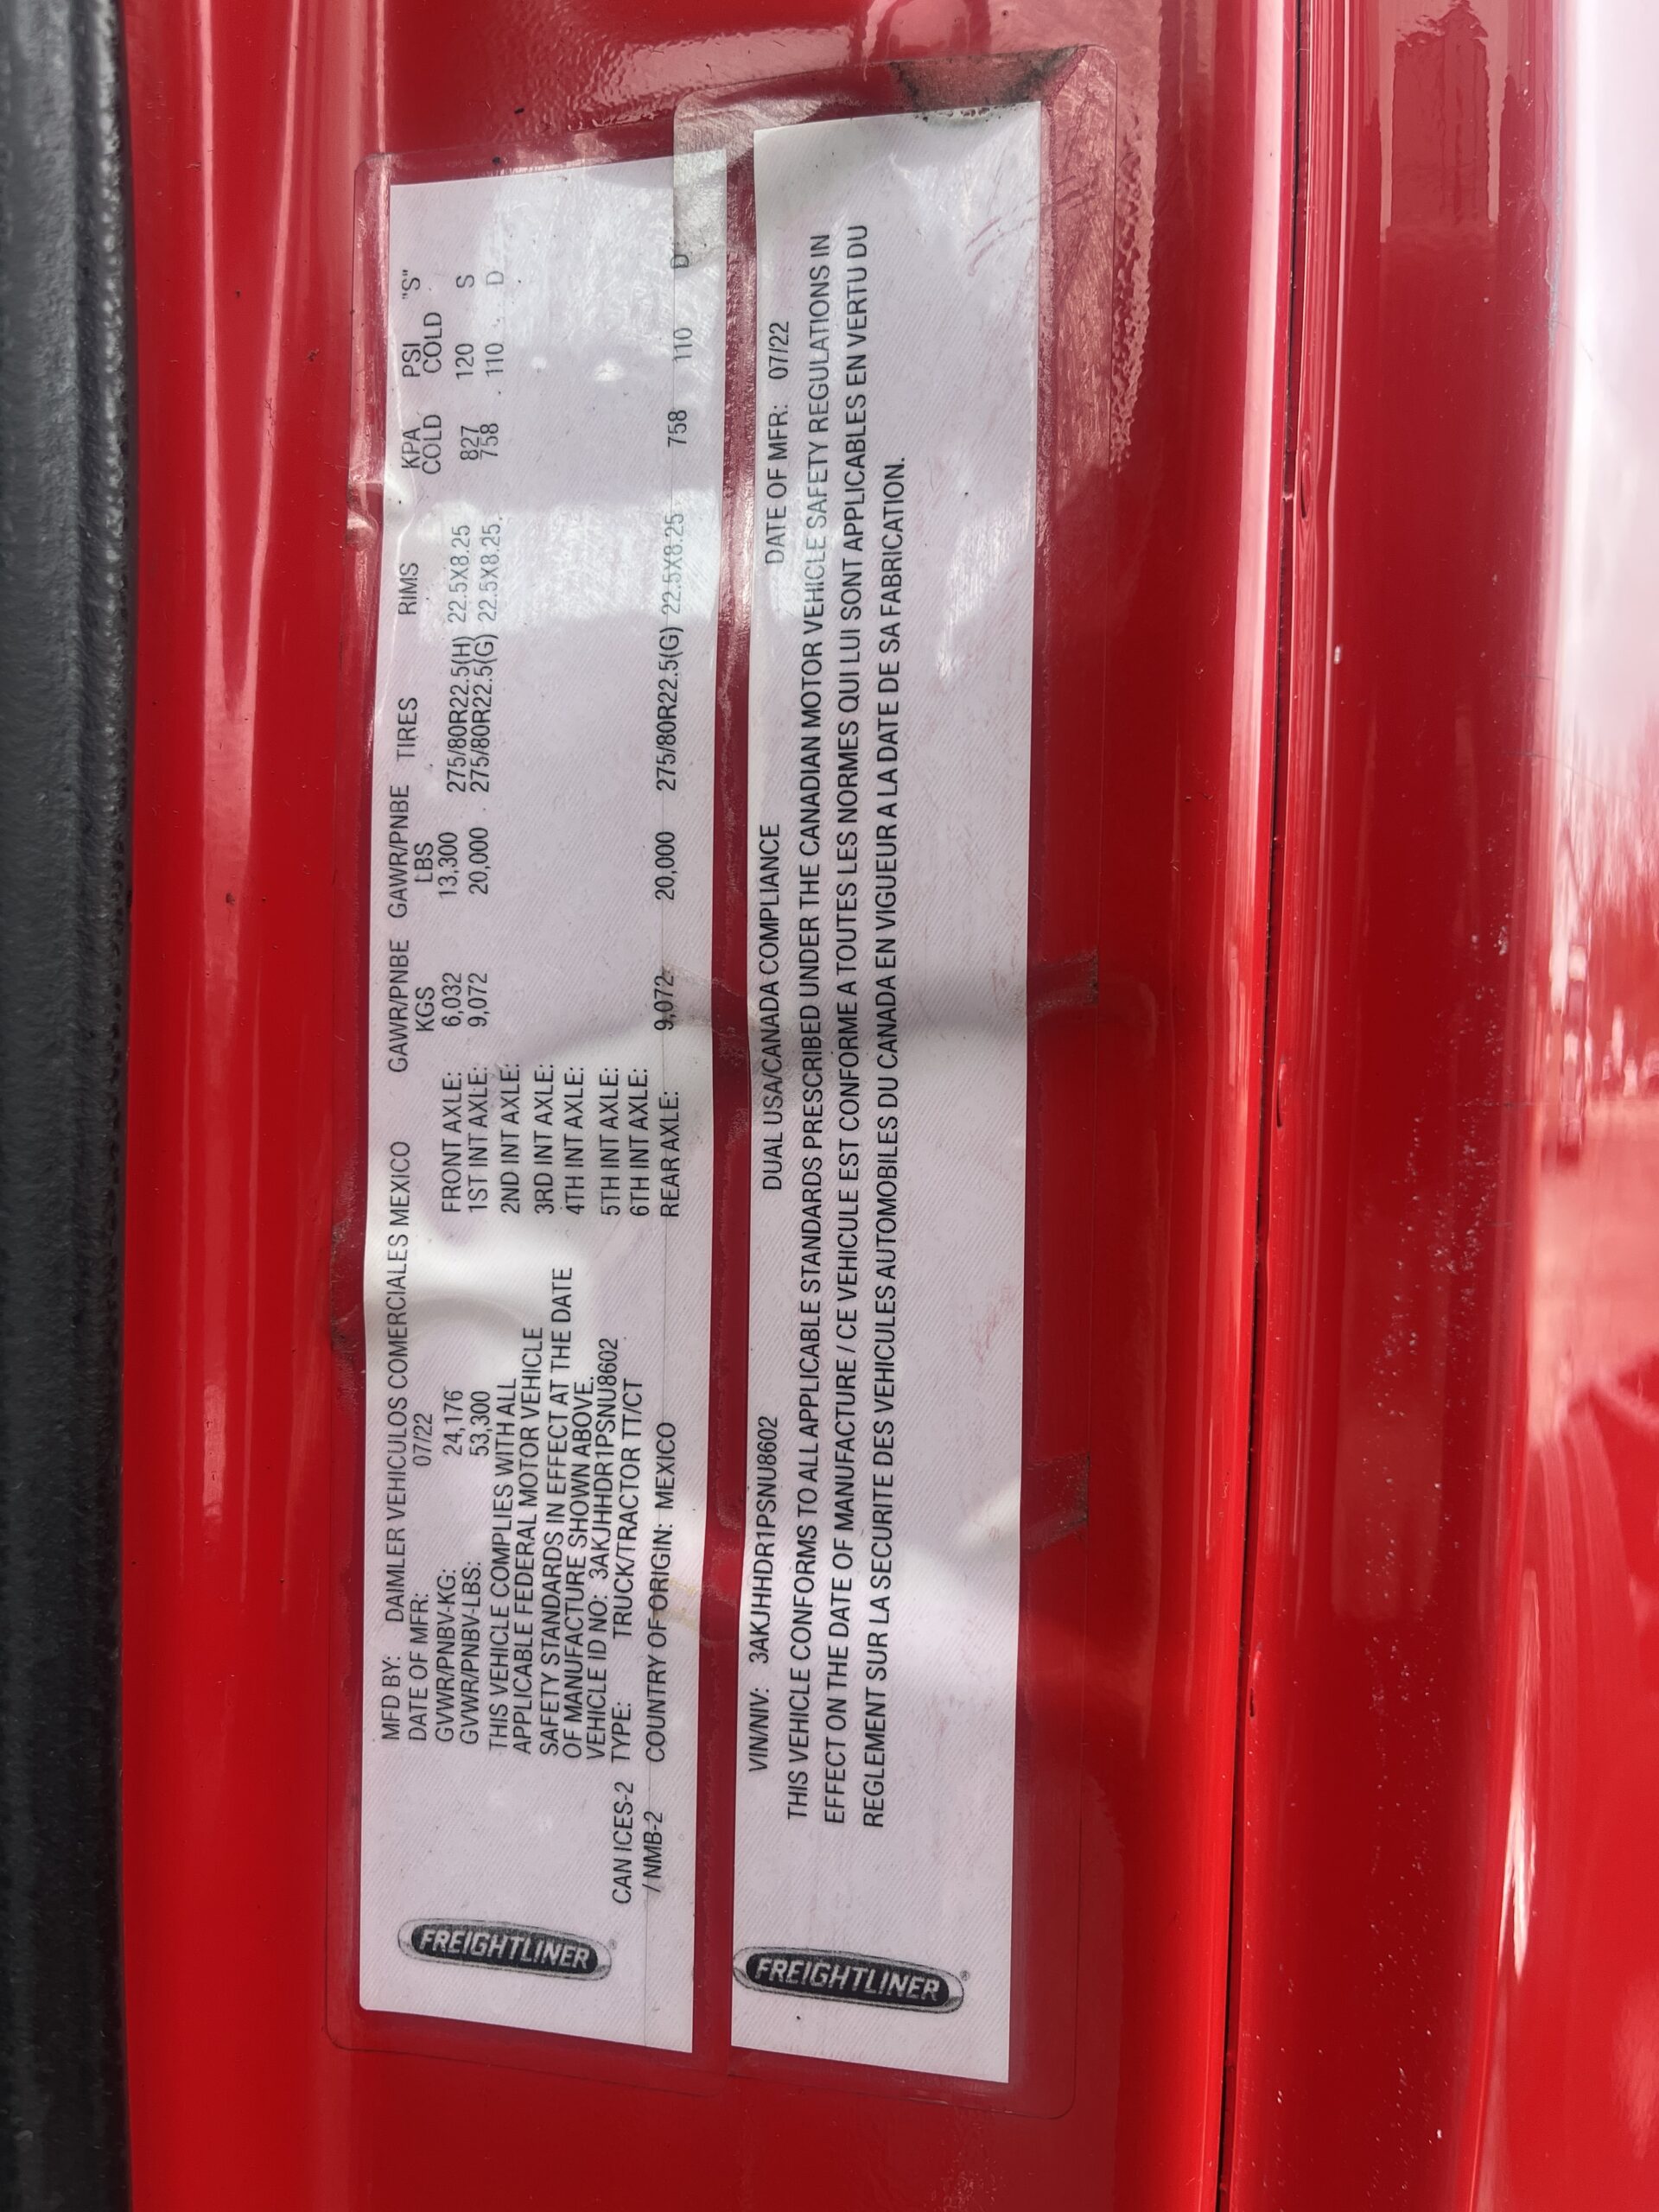 FREIGHTLINER
MFD BY: DAIMLER VEHICULOS COMERCIALES MEXICO
DATE OF MFR: 07/22
GVWR/PNBV-KG: 24,176
GVWR/PNBV-LBS: 53,300
THIS VEHICLE COMPLIES WITH ALL
APPLICABLE FEDERAL MOTOR VEHICLE
SAFETY STANDARDS IN EFFECT AT THE DATE
OF MANUFACTURE SHOWN ABOVE.
VEHICLE ID NO: 3AKJHHDR1PSNU8602
CAN ICES-2 TYPE: TRUCK/TRACTOR TT/CT
/ NMB-2 COUNTRY OF ORIGIN: MEXICO
GAWR/PNBE GAWR/PNBE TIRES RIMS KPA PSI "S"
KGS LBS COLD COLD
FRONT AXLE: 6,032 13,300 275/80R22.5(H) 22.5X8.25 827 120 S
1ST INT AXLE: 9,072 20,000 275/80R22.5(G) 22.5X8.25 758 110 D
2ND INT AXLE:
3RD INT AXLE:
4TH INT AXLE:
5TH INT AXLE:
6TH INT AXLE:
REAR AXLE: 9,072 20,000 275/80R22.5(G) 22.5X8.25 758 110 D
FREIGHTLINER
VIN/NIV: 3AKJHHDR1PSNU8602 DUAL USA/CANADA COMPLIANCE DATE OF MFR: 07/22
THIS VEHICLE CONFORMS TO ALL APPLICABLE STANDARDS PRESCRIBED UNDER THE CANADIAN MOTOR VEHICLE SAFETY REGULATIONS IN
EFFECT ON THE DATE OF MANUFACTURE / CE VEHICULE EST CONFORME A TOUTES LES NORMES QUI LUI SONT APPLICABLES EN VERTU DU
REGLEMENT SUR LA SECURITE DES VEHICULES AUTOMOBILES DU CANADA EN VIGUEUR A LA DATE DE SA FABRICATION.